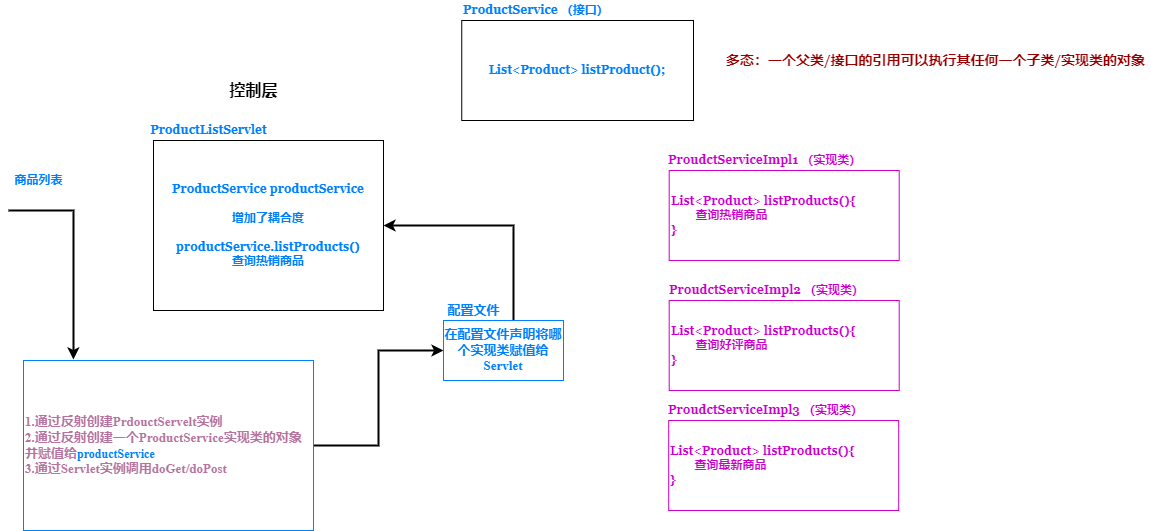 ProductService （接口）
List<Product> listProduct();
多态：一个父类/接口的引用可以执行其任何一个子类/实现类的对象
控制层
ProductListServlet
ProductService productService
增加了耦合度
productService.listProducts()
查询热销商品
商品列表
ProudctServiceImpl1 （实现类）
List<Product> listProducts(){
查询热销商品
}
ProudctServiceImpl2 （实现类）
List<Product> listProducts(){
查询好评商品
}
配置文件
在配置文件声明将哪
个实现类赋值给
Servlet
1.通过反射创建PrdouctServelt实例
2.通过反射创建一个ProductService实现类的对象
并赋值给productService
3.通过Servlet实例调用doGet/doPost
ProudctServiceImpl3 （实现类）
List<Product> listProducts(){
查询最新商品
}